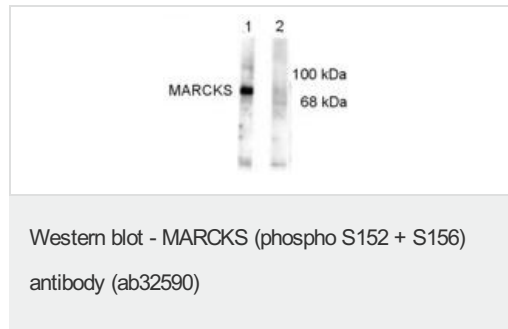 1 2
100 kDa
MARCKS
68 kDa
Western blot - MARCKS (phospho S152 + S156)
antibody (ab32590)